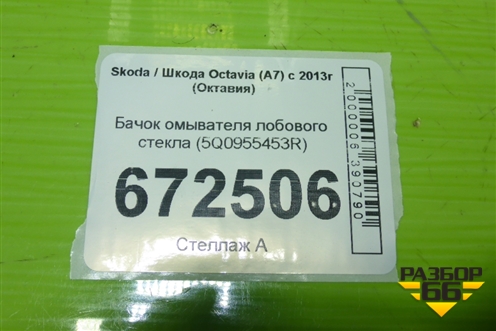 Skoda / Шкода Octavia (A7) с 2013г
(Октавия)
Бачок омывателя лобового
стекла (5Q0955453R)
672506
Стеллаж А
2000006390790
РАЗБОР
66